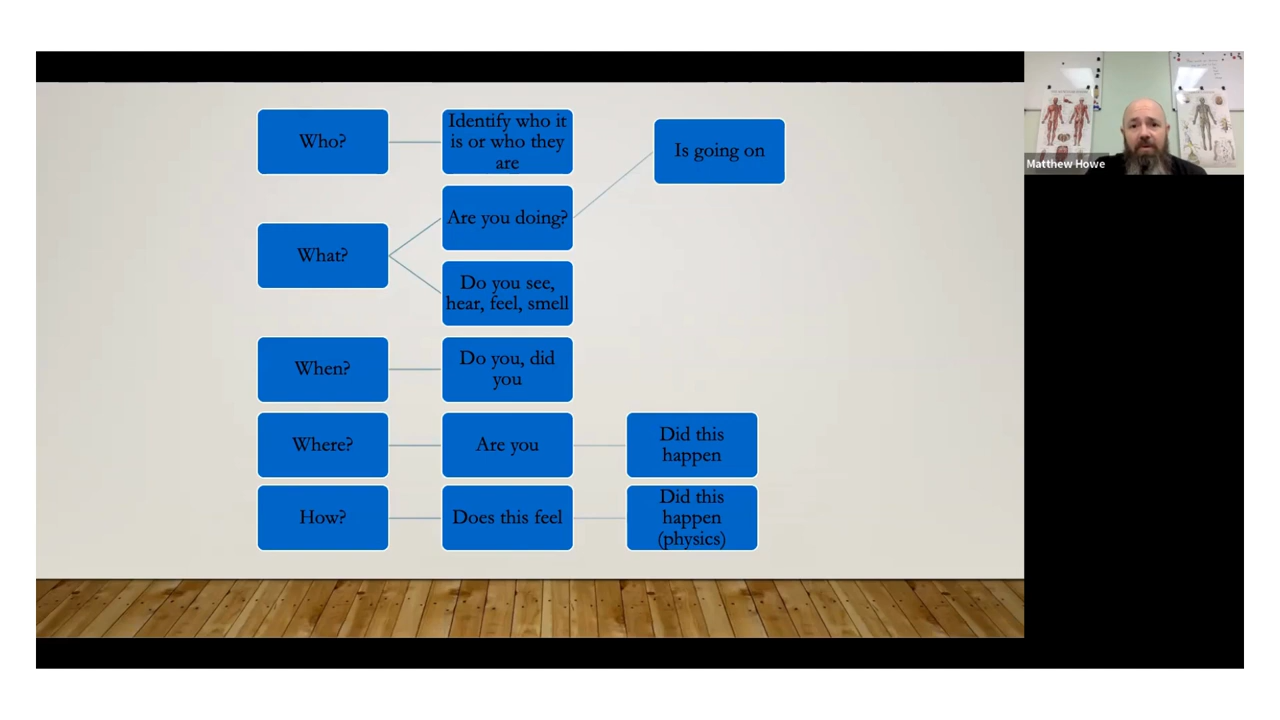 Who?
Identify who it
is or who they
are
Is going on
What?
Are you doing?
Do you see,
hear, feel, smell
When?
Do you, did
you
Where?
Are you
Did this
happen
How?
Does this feel
Did this
happen
(physics)
Matthew Howe